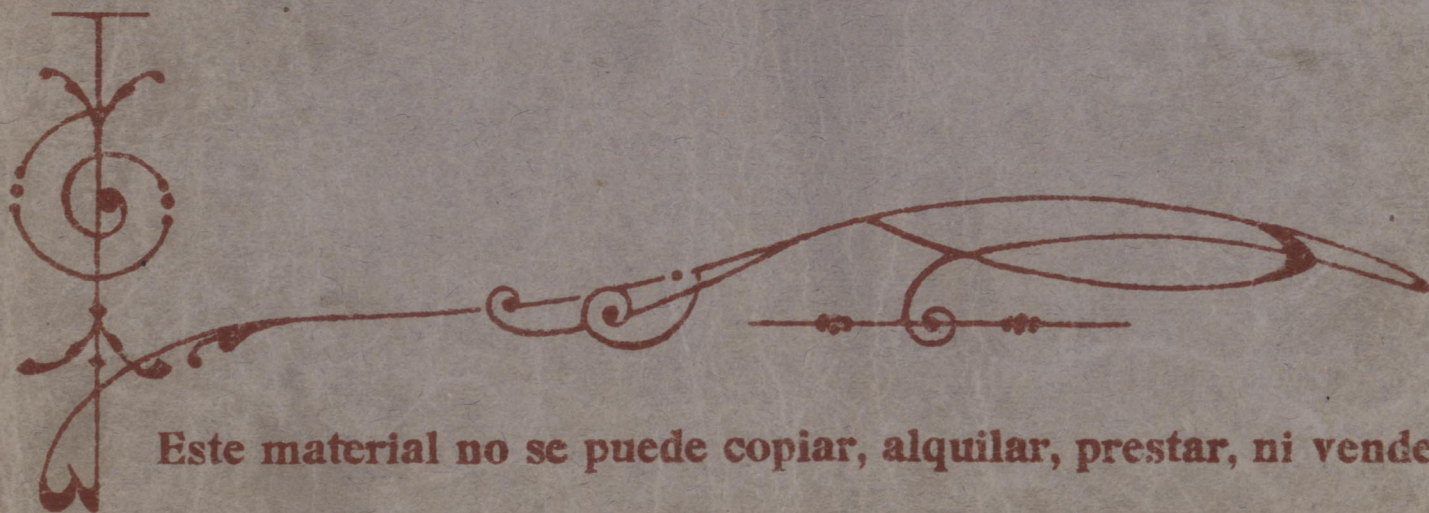 Este material no se puede copiar, alquilar, prestar, ni vende